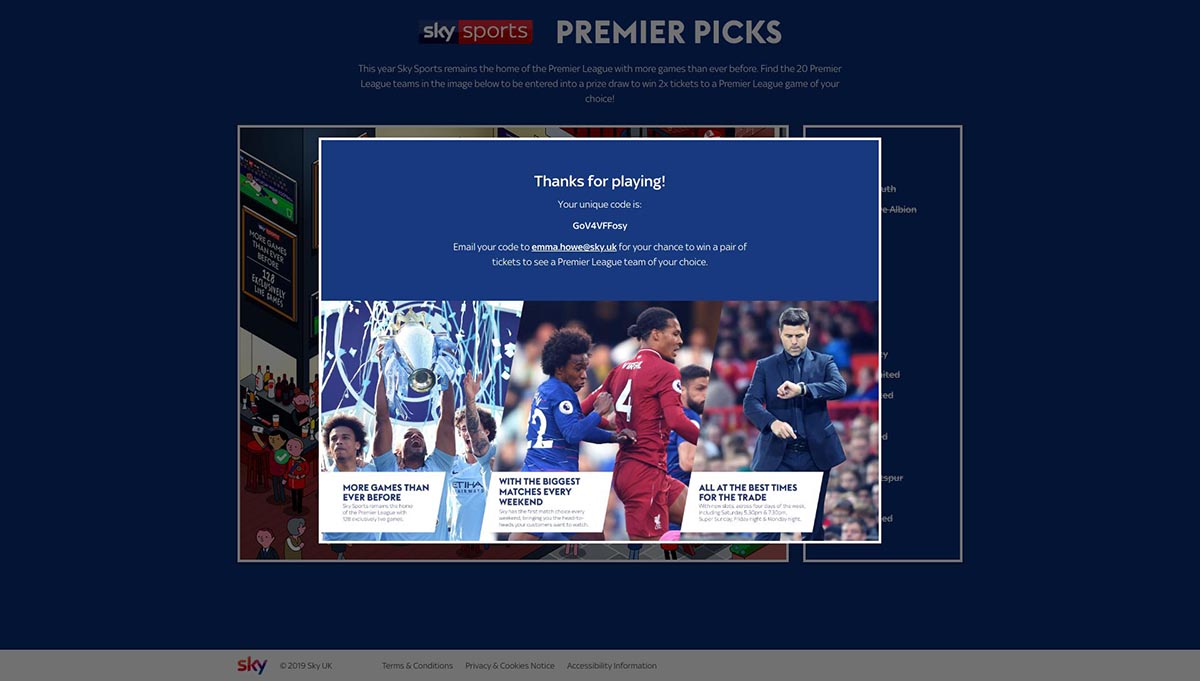 sky sports PREMIER PICKS
This year Sky Sports remains the home of the Premier League with more games than ever before. Find the 20 Premier
League teams in the image below to be entered into a prize draw to win 2x tickets to a Premier League game of your
choice!
sky sports
MORE GAMES
THAN EVER
BEFORE
128
EXCLUSIVELY
LIVE GAMES
Thanks for playing!
Your unique code is:
GoV4VFFosy
Email your code to emma.howe@sky.uk for your chance to win a pair of
tickets to see a Premier League team of your choice.
uth
e Albion
ry
ited
ed
d
spur
ed
ETIHAD
AIRWAYS
22
VIRGIL
4
MORE GAMES THAN
EVER BEFORE
Sky Sports remains the home
of the Premier League with
128 exclusively live games.
WITH THE BIGGEST
MATCHES EVERY
WEEKEND
Sky has the first match choice every
weekend, bringing you the head-to-
heads your customers want to watch.
ALL AT THE BEST TIMES
FOR THE TRADE
With new slots, across four days of the week,
including Saturday 5.30pm & 7.30pm,
Super Sunday, Friday night & Monday night.
sky © 2019 Sky UK Terms & Conditions Privacy & Cookies Notice Accessibility Information